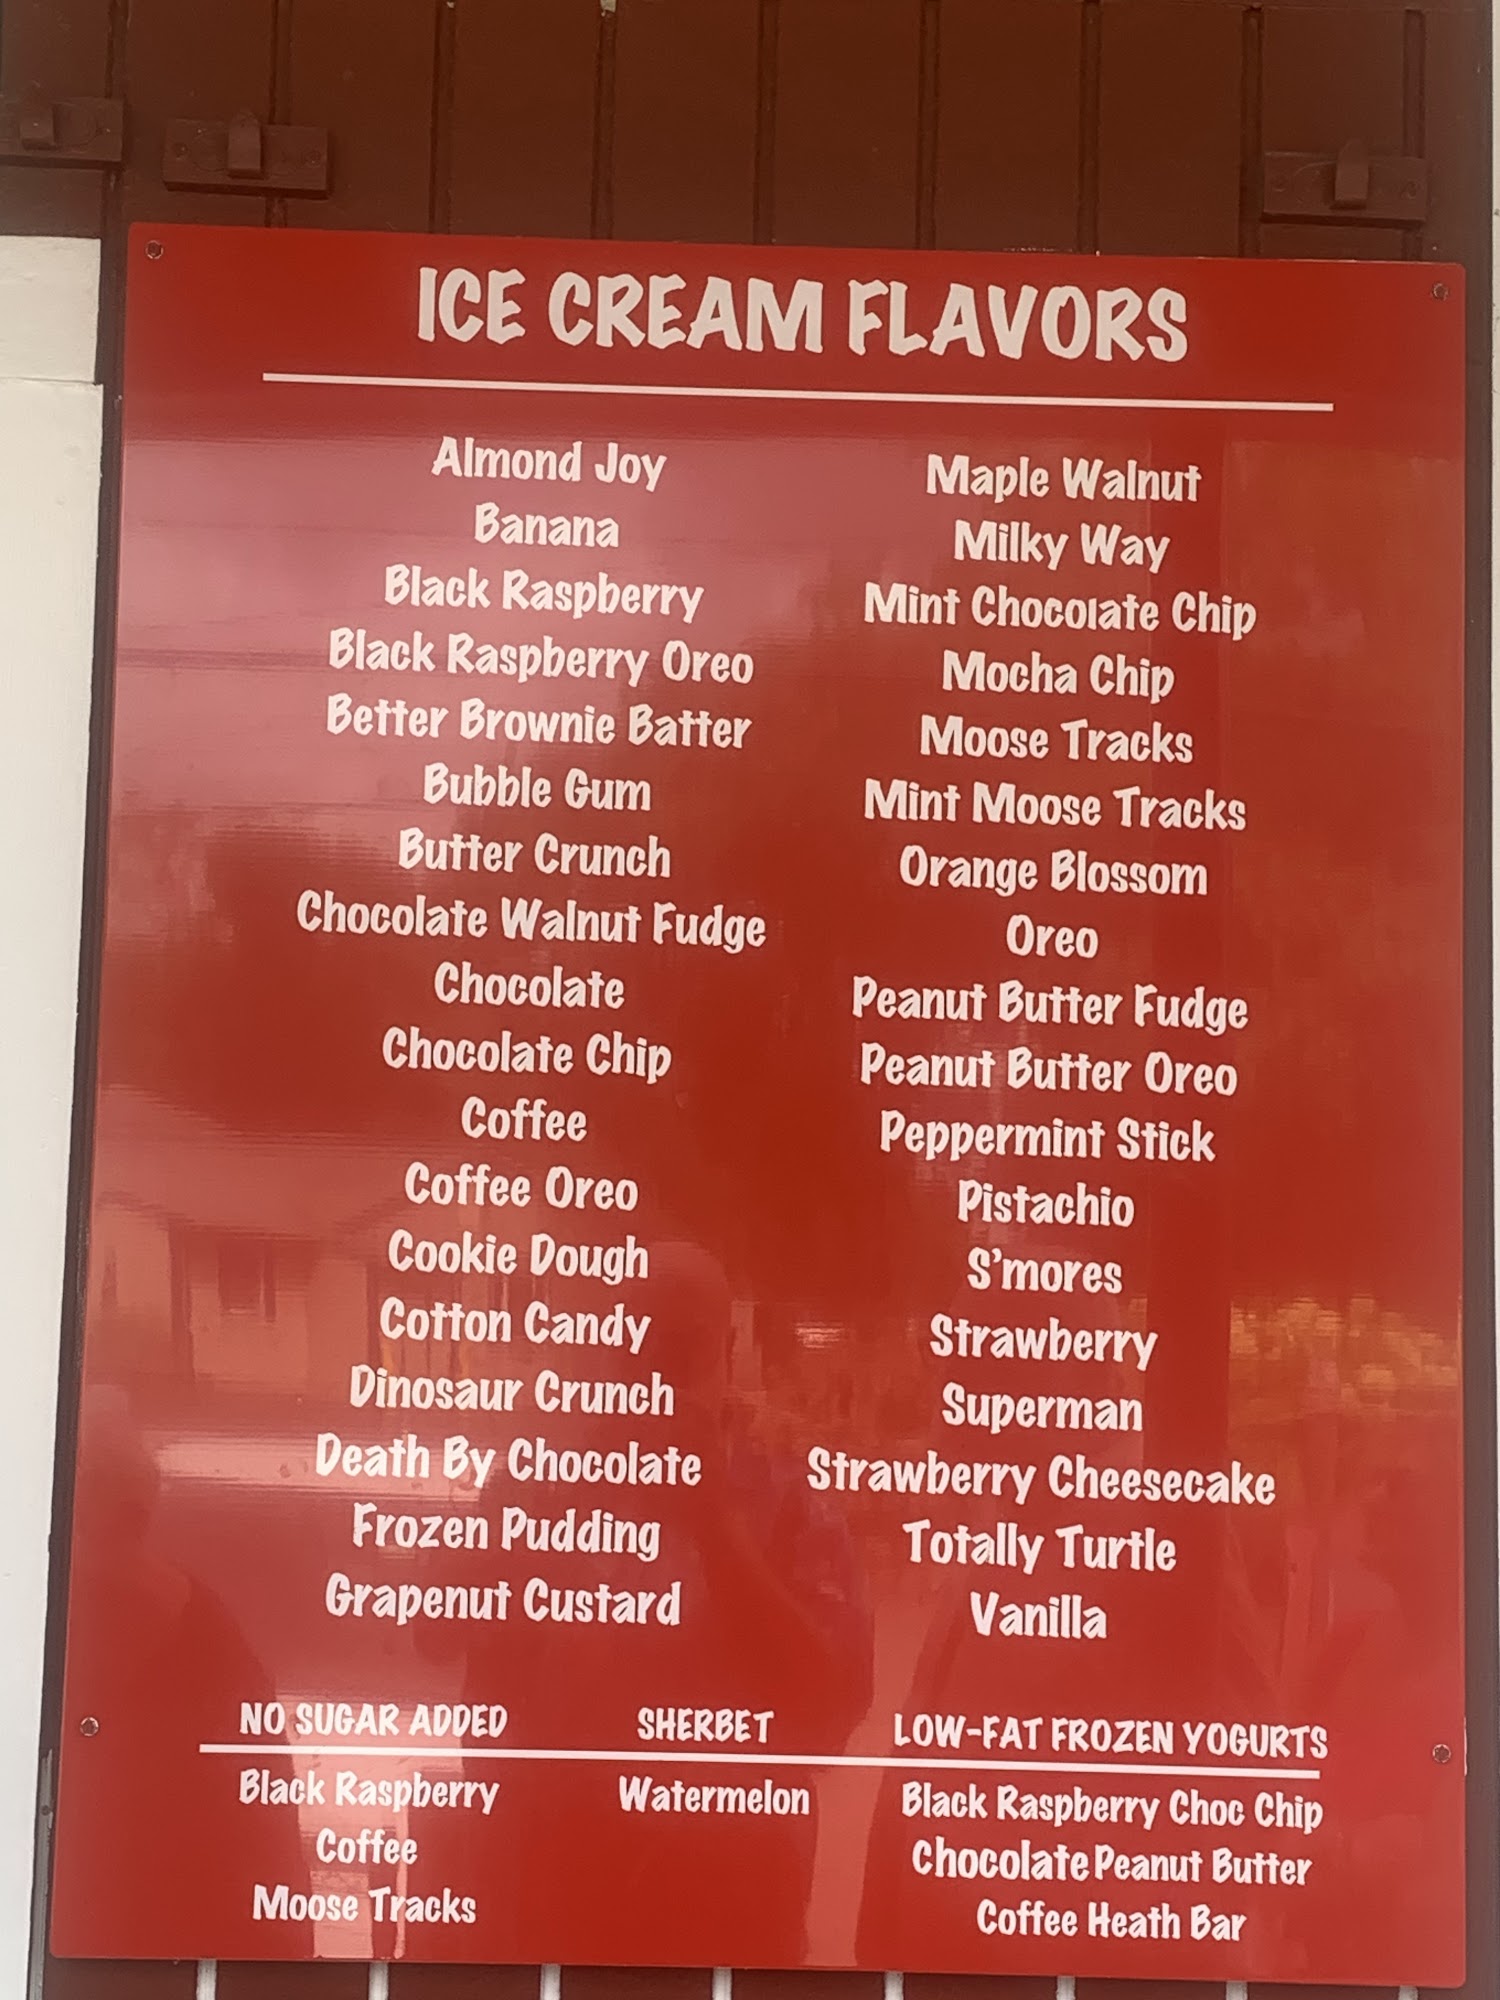 ICE CREAM FLAVORS
Almond Joy
Banana
Black Raspberry
Black Raspberry Oreo
Better Brownie Batter
Bubble Gum
Butter Crunch
Chocolate Walnut Fudge
Chocolate
Chocolate Chip
Coffee
Coffee Oreo
Cookie Dough
Cotton Candy
Dinosaur Crunch
Death By Chocolate
Frozen Pudding
Grapenut Custard
Maple Walnut
Milky Way
Mint Chocolate Chip
Mocha Chip
Moose Tracks
Mint Moose Tracks
Orange Blossom
Oreo
Peanut Butter Fudge
Peanut Butter Oreo
Peppermint Stick
Pistachio
S'mores
Strawberry
Superman
Strawberry Cheesecake
Totally Turtle
Vanilla
NO SUGAR ADDED
Black Raspberry
Coffee
Moose Tracks
SHERBET
Watermelon
LOW-FAT FROZEN YOGURTS
Black Raspberry Choc Chip
Chocolate Peanut Butter
Coffee Heath Bar